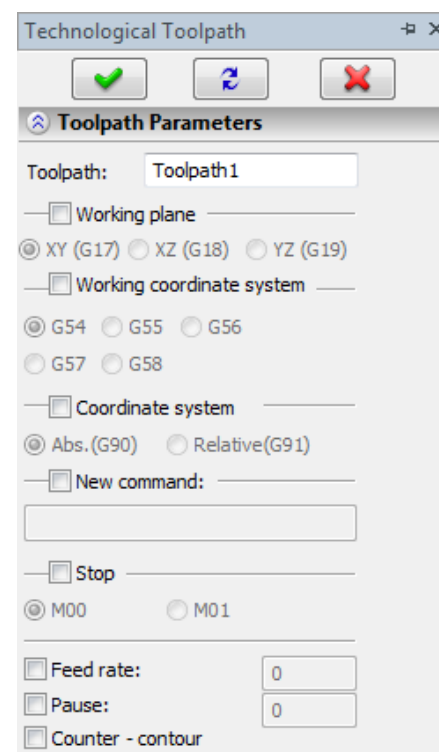 Technological Toolpath
Toolpath Parameters
Toolpath: Toolpath1
Working plane
XY (G17) XZ (G18) YZ (G19)
Working coordinate system
G54 G55 G56
G57 G58
Coordinate system
Abs.(G90) Relative(G91)
New command:
Stop
M00 M01
Feed rate: 0
Pause: 0
Counter - contour